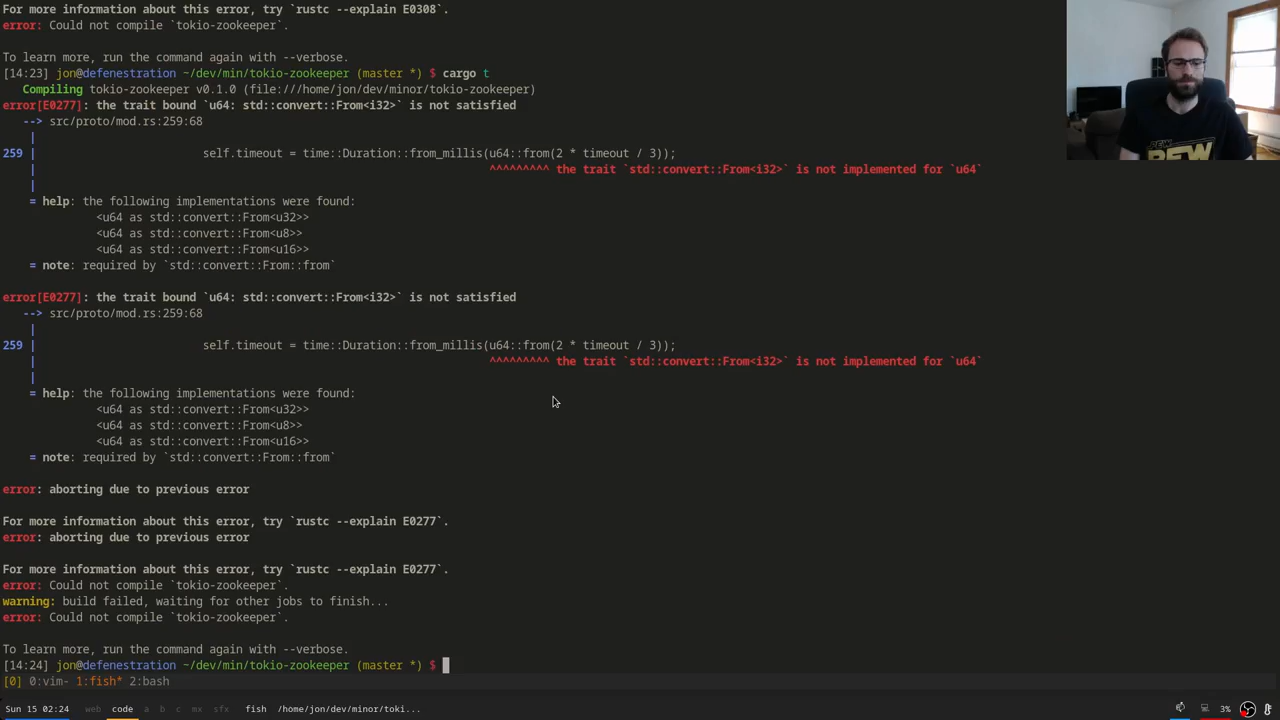 For more information about this error, try `rustc --explain E0308`.
error: Could not compile `tokio-zookeeper`.
To learn more, run the command again with --verbose.
[14:23] jon@defenestration ~/dev/min/tokio-zookeeper (master *) $ cargo t
Compiling tokio-zookeeper v0.1.0 (file:///home/jon/dev/minor/tokio-zookeeper)
error[E0277]: the trait bound `u64: std::convert::From<i32>` is not satisfied
--> src/proto/mod.rs:259:68
|
259 | self.timeout = time::Duration::from_millis(u64::from(2 * timeout / 3));
| ^^^^^^^^^ the trait `std::convert::From<i32>` is not implemented for `u64`
|
= help: the following implementations were found:
<u64 as std::convert::From<u32>>
<u64 as std::convert::From<u8>>
<u64 as std::convert::From<u16>>
= note: required by `std::convert::From::from`
error[E0277]: the trait bound `u64: std::convert::From<i32>` is not satisfied
--> src/proto/mod.rs:259:68
|
259 | self.timeout = time::Duration::from_millis(u64::from(2 * timeout / 3));
| ^^^^^^^^^ the trait `std::convert::From<i32>` is not implemented for `u64`
|
= help: the following implementations were found:
<u64 as std::convert::From<u32>>
<u64 as std::convert::From<u8>>
<u64 as std::convert::From<u16>>
= note: required by `std::convert::From::from`
error: aborting due to previous error
For more information about this error, try `rustc --explain E0277`.
error: aborting due to previous error
For more information about this error, try `rustc --explain E0277`.
error: Could not compile `tokio-zookeeper`.
warning: build failed, waiting for other jobs to finish...
error: Could not compile `tokio-zookeeper`.
To learn more, run the command again with --verbose.
[14:24] jon@defenestration ~/dev/min/tokio-zookeeper (master *) $
[0] 0:vim- 1:fish* 2:bash
Sun 15 02:24 web code a b c mx sfx fish /home/jon/dev/minor/toki... 3%